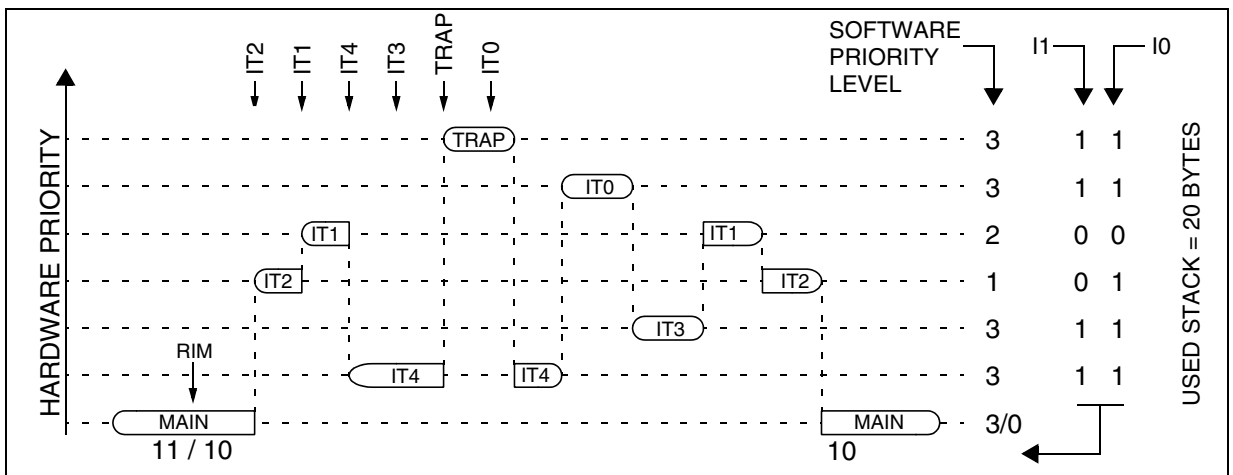 IT2
IT1
IT4
IT3
TRAP
IT0
SOFTWARE
PRIORITY
LEVEL
I1
I0
HARDWARE PRIORITY
TRAP
3
1 1
IT0
3
1 1
IT1
IT1
2
0 0
IT2
IT2
1
0 1
IT3
3
1 1
RIM
IT4
IT4
3
1 1
MAIN
MAIN
3/0
11 / 10
10
USED STACK = 20 BYTES